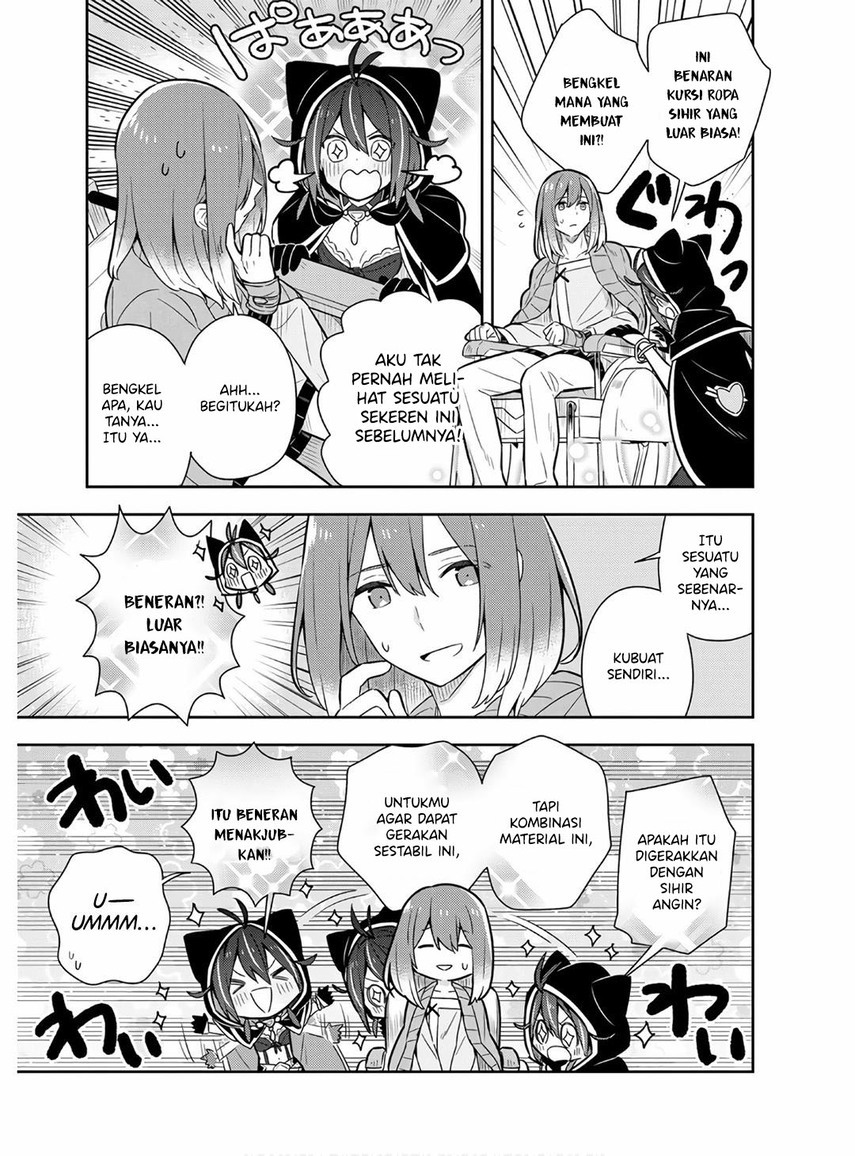 INI
BENARAN
KURSI RODA
SIHIR YANG
LUAR BIASA!
BENGKEL
MANA YANG
MEMBUAT
INI?!
ぐわっ
ぱあああっ
AKU TAK
PERNAH MELI-
HAT SESUATU
SEKEREN INI
SEBELUMNYA!
AHH...
BEGITUKAH?
BENGKEL
APA, KAU
TANYA...
ITU YA...
ITU
SESUATU
YANG
SEBENAR-
NYA...
KUBUAT
SENDIRI...
BENERAN?!
LUAR
BIASANYA!!
APAKAH ITU
DIGERAKKAN
DENGAN
SIHIR
ANGIN?
TAPI
KOMBINASI
MATERIAL INI,
UNTUKMU
AGAR DAPAT
GERAKAN
SESTABIL INI,
ITU BENERAN
MENAKJUB-
KAN!!
わい
U—
UMMM...
わい
わい